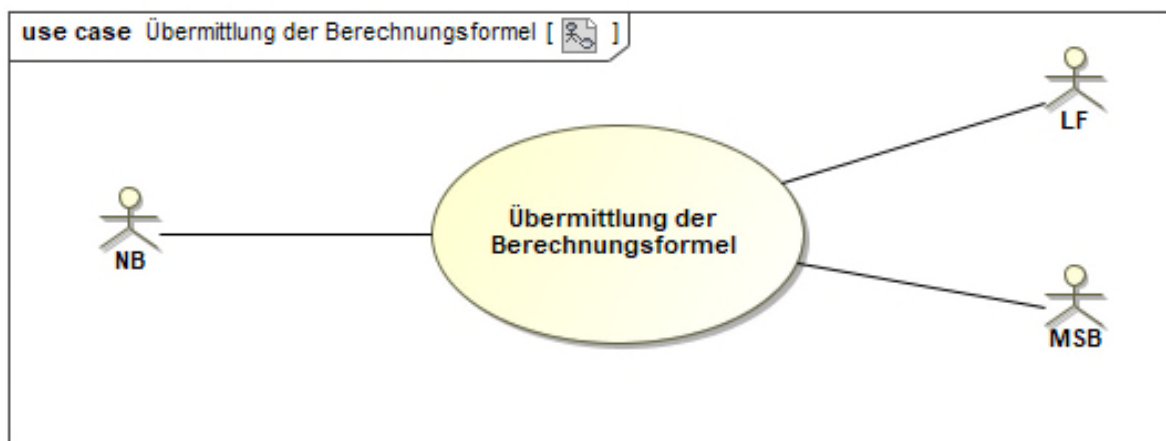 use case Übermittlung der Berechnungsformel [ ]
LF
Übermittlung der
Berechnungsformel
NB
MSB